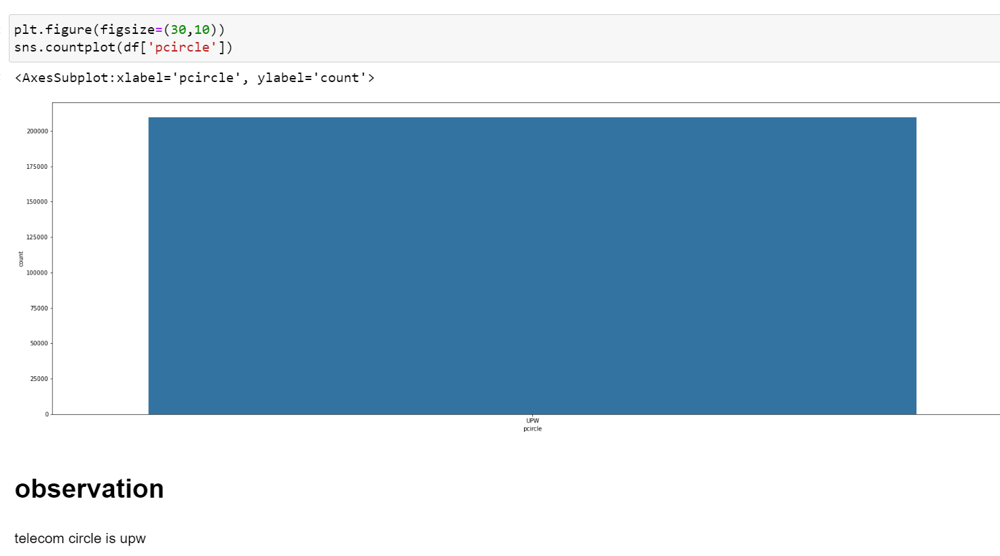 plt.figure(figsize=(30,10))
sns.countplot(df['pcircle'])
<AxesSubplot:xlabel='pcircle', ylabel='count'>
200000
175000
150000
125000
100000
75000
50000
25000
0
count
UPW
pcircle
observation
telecom circle is upw